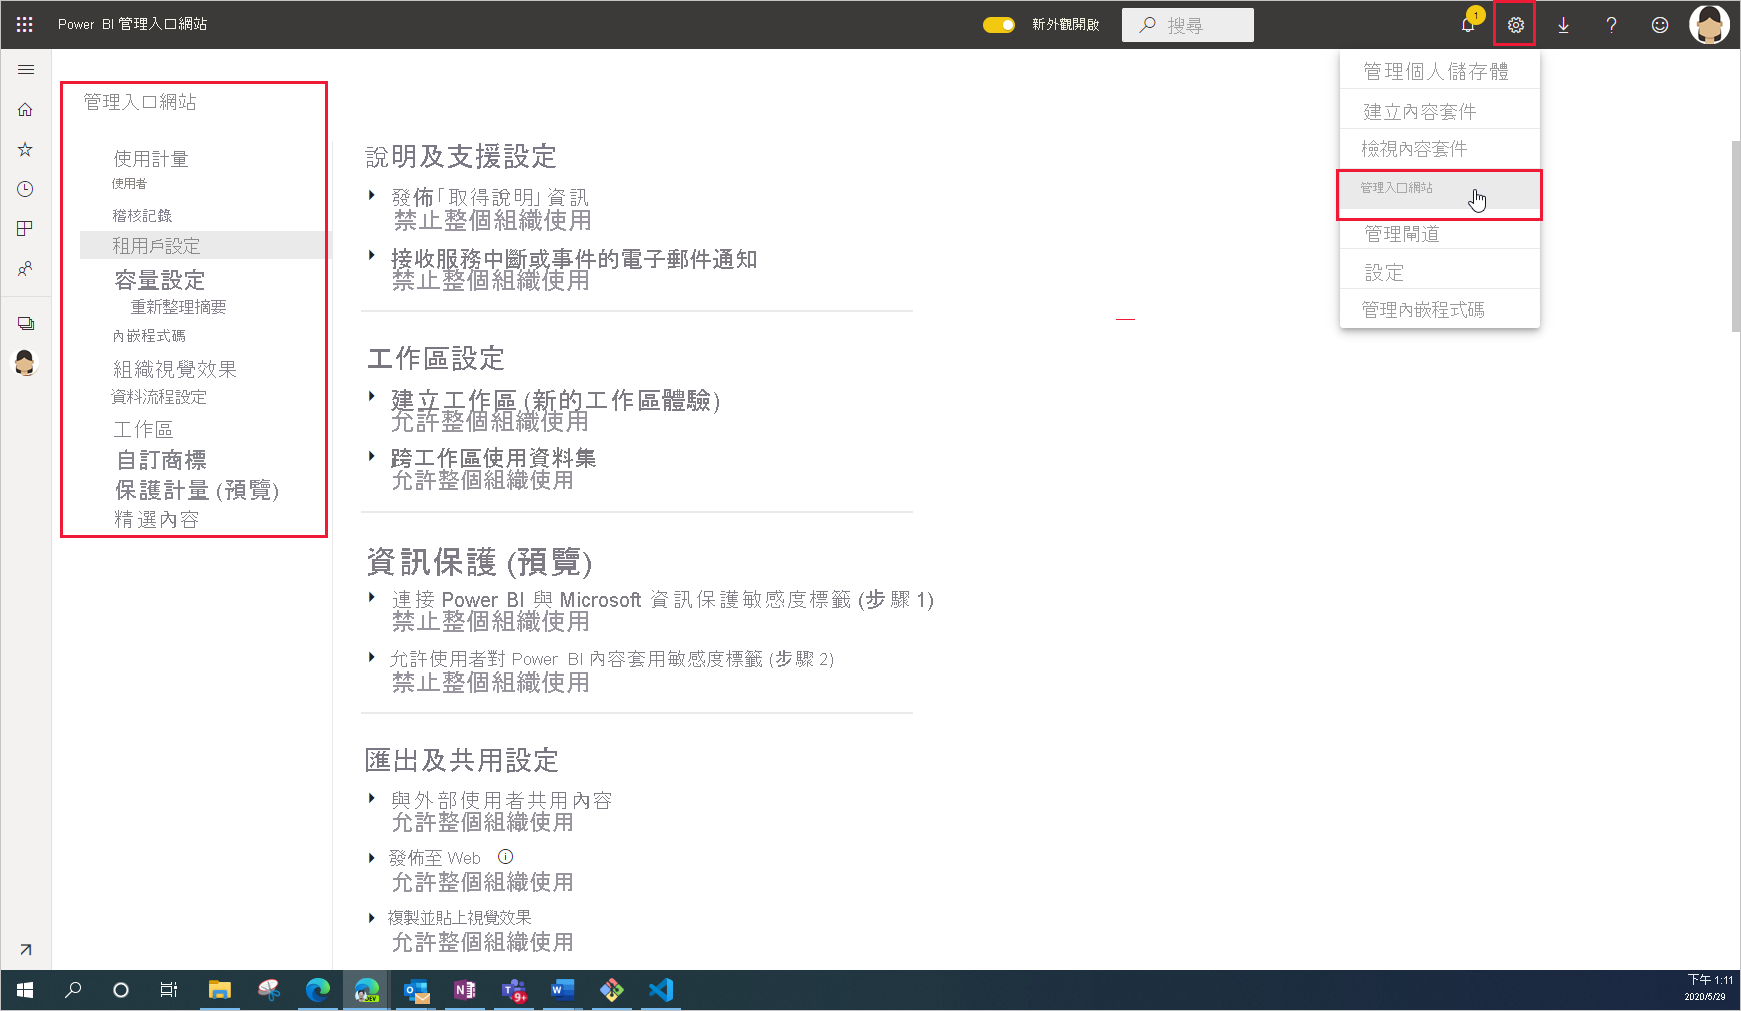 Power BI 管理入口網站
新外觀開啟
搜尋
1
管理個人儲存體
建立內容套件
檢視內容套件
管理入口網站
管理閘道
設定
管理內嵌程式碼
管理入口網站
使用計量
使用者
稽核記錄
租用戶設定
容量設定
重新整理摘要
內嵌程式碼
組織視覺效果
資料流程設定
工作區
自訂商標
保護計量 (預覽)
精選內容
說明及支援設定
發佈「取得說明」資訊
禁止整個組織使用
接收服務中斷或事件的電子郵件通知
禁止整個組織使用
工作區設定
建立工作區 (新的工作區體驗)
允許整個組織使用
跨工作區使用資料集
允許整個組織使用
資訊保護 (預覽)
連接 Power BI 與 Microsoft 資訊保護敏感度標籤 (步驟 1)
禁止整個組織使用
允許使用者對 Power BI 內容套用敏感度標籤 (步驟 2)
禁止整個組織使用
匯出及共用設定
與外部使用者共用內容
允許整個組織使用
發佈至 Web
允許整個組織使用
複製並貼上視覺效果
允許整個組織使用
DEV
9+
下午 1:11
2020/5/29